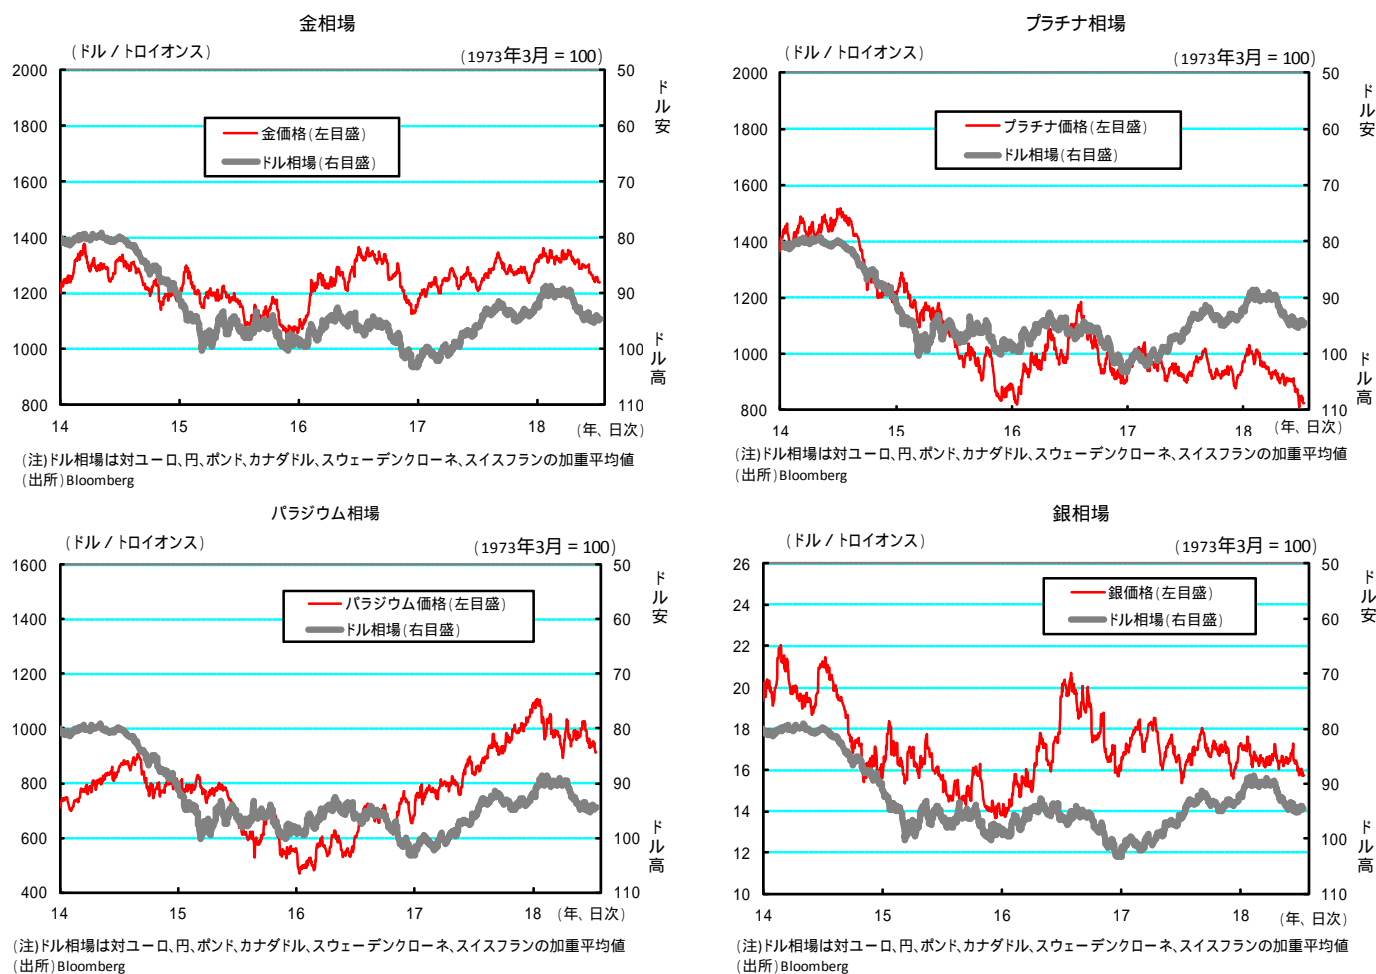 金相場
(ドル/トロイオンス)
(1973年3月=100)
2000
1800
1600
1400
1200
1000
800
50
60
70
80
90
100
110
ドル安
ドル高
金価格(左目盛)
ドル相場(右目盛)
14 15 16 17 18 (年、日次)
(注)ドル相場は対ユーロ、円、ポンド、カナダドル、スウェーデンクローネ、スイスフランの加重平均値
(出所)Bloomberg
プラチナ相場
(ドル/トロイオンス)
(1973年3月=100)
2000
1800
1600
1400
1200
1000
800
50
60
70
80
90
100
110
ドル安
ドル高
プラチナ価格(左目盛)
ドル相場(右目盛)
14 15 16 17 18 (年、日次)
(注)ドル相場は対ユーロ、円、ポンド、カナダドル、スウェーデンクローネ、スイスフランの加重平均値
(出所)Bloomberg
パラジウム相場
(ドル/トロイオンス)
(1973年3月=100)
1600
1400
1200
1000
800
600
400
50
60
70
80
90
100
110
ドル安
ドル高
パラジウム価格(左目盛)
ドル相場(右目盛)
14 15 16 17 18 (年、日次)
(注)ドル相場は対ユーロ、円、ポンド、カナダドル、スウェーデンクローネ、スイスフランの加重平均値
(出所)Bloomberg
銀相場
(ドル/トロイオンス)
(1973年3月=100)
26
24
22
20
18
16
14
12
10
50
60
70
80
90
100
110
ドル安
ドル高
銀価格(左目盛)
ドル相場(右目盛)
14 15 16 17 18 (年、日次)
(注)ドル相場は対ユーロ、円、ポンド、カナダドル、スウェーデンクローネ、スイスフランの加重平均値
(出所)Bloomberg